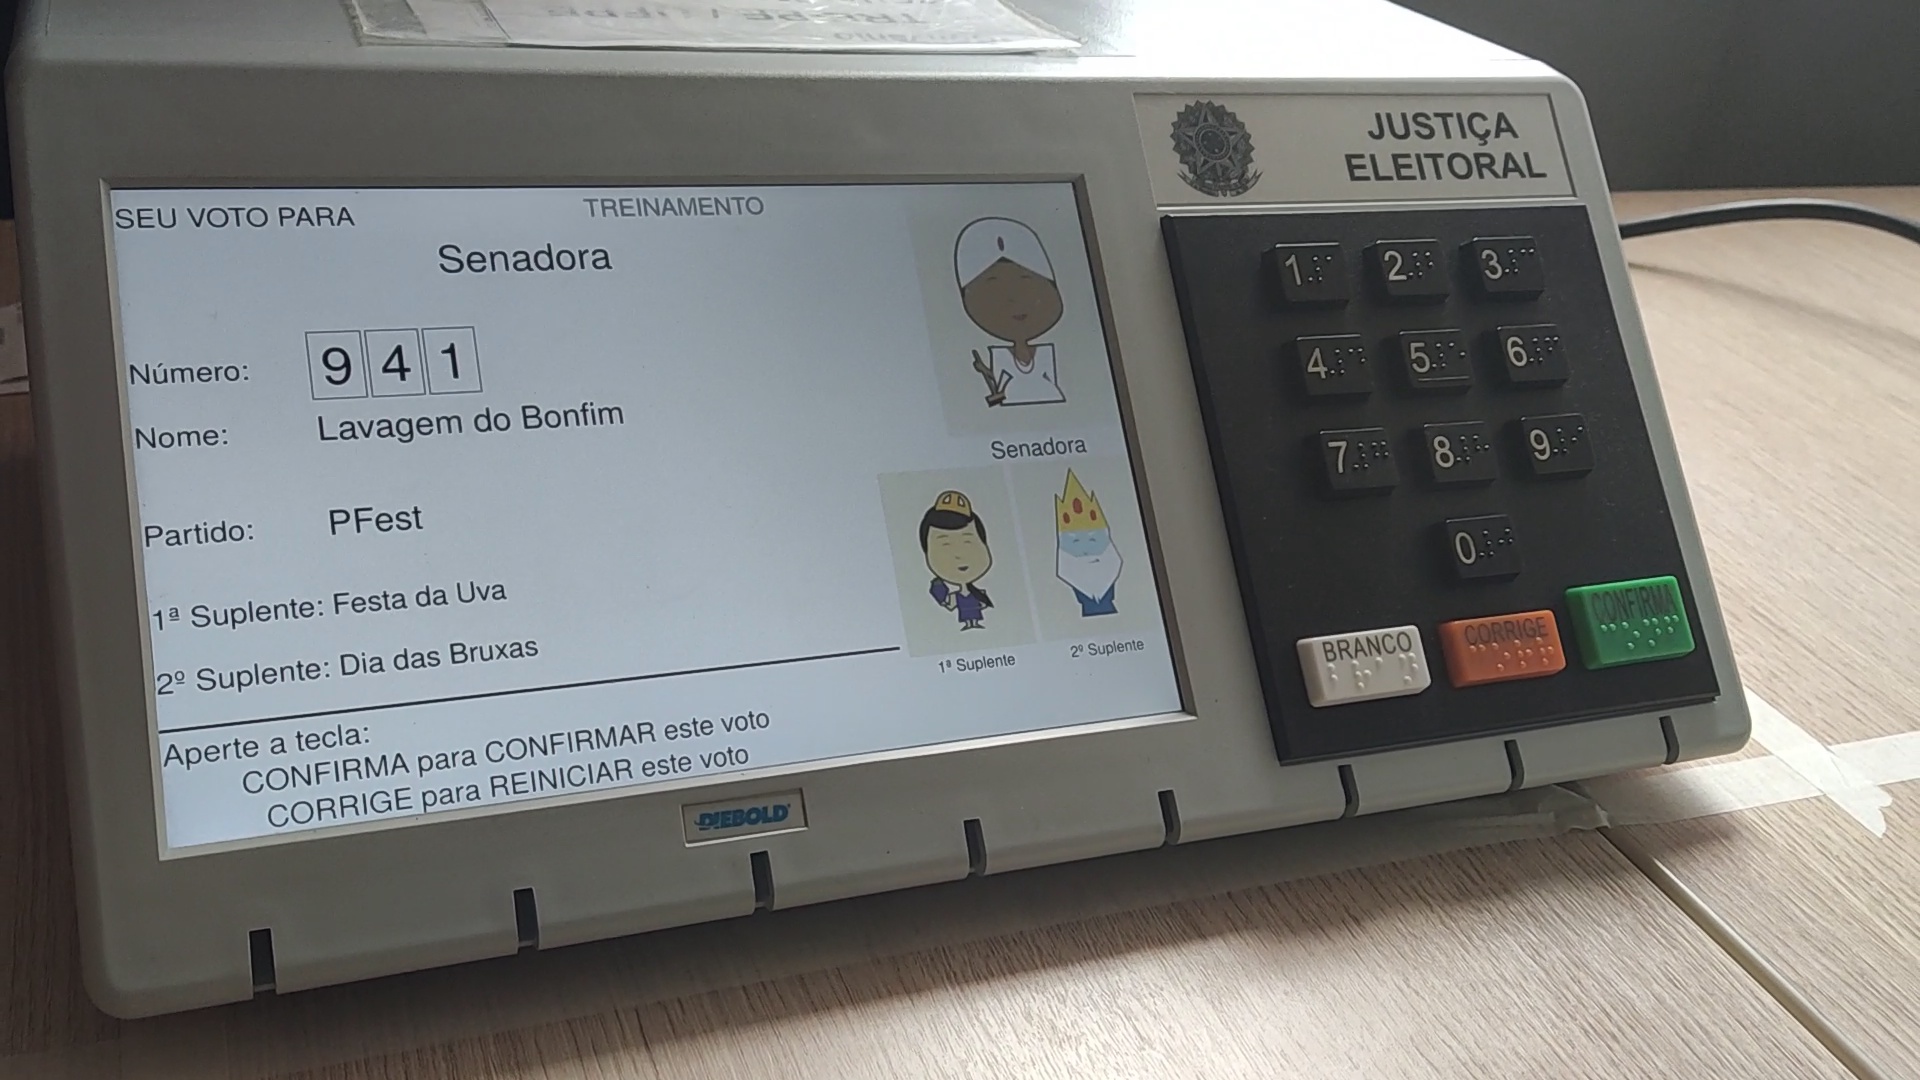 JUSTIÇA
ELEITORAL
SEU VOTO PARA
TREINAMENTO
Senadora
Número: 9 4 1
Nome: Lavagem do Bonfim
Partido: PFest
1ª Suplente: Festa da Uva
2º Suplente: Dia das Bruxas
Senadora
1ª Suplente
2º Suplente
Aperte a tecla:
CONFIRMA para CONFIRMAR este voto
CORRIGE para REINICIAR este voto
DIEBOLD
1 2 3
4 5 6
7 8 9
0
BRANCO CORRIGE CONFIRMA